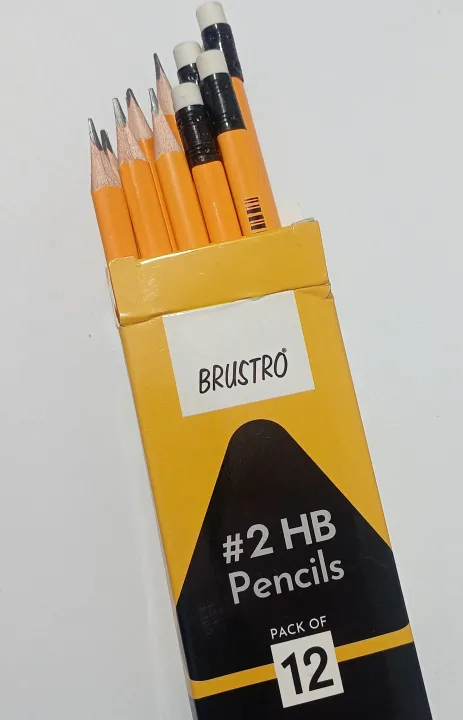 BRUSTRO®
#2 HB
Pencils
PACK OF
12